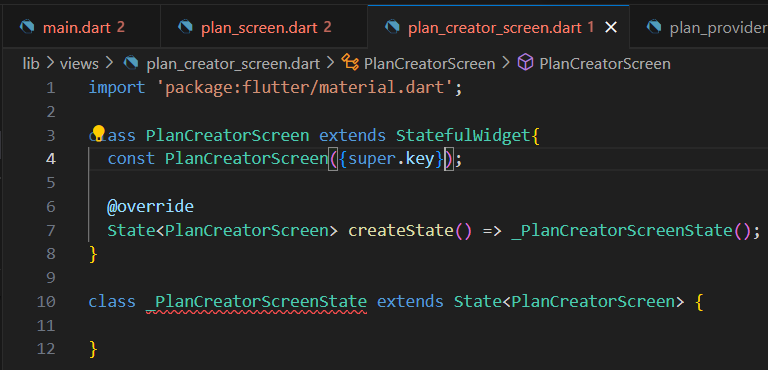 main.dart 2 plan_screen.dart 2 plan_creator_screen.dart 1 plan_provider
lib > views > plan_creator_screen.dart > PlanCreatorScreen > PlanCreatorScreen
1 import 'package:flutter/material.dart';
2
3 class PlanCreatorScreen extends StatefulWidget{
4 const PlanCreatorScreen({super.key});
5
6 @override
7 State<PlanCreatorScreen> createState() => _PlanCreatorScreenState();
8 }
9
10 class _PlanCreatorScreenState extends State<PlanCreatorScreen> {
11
12 }